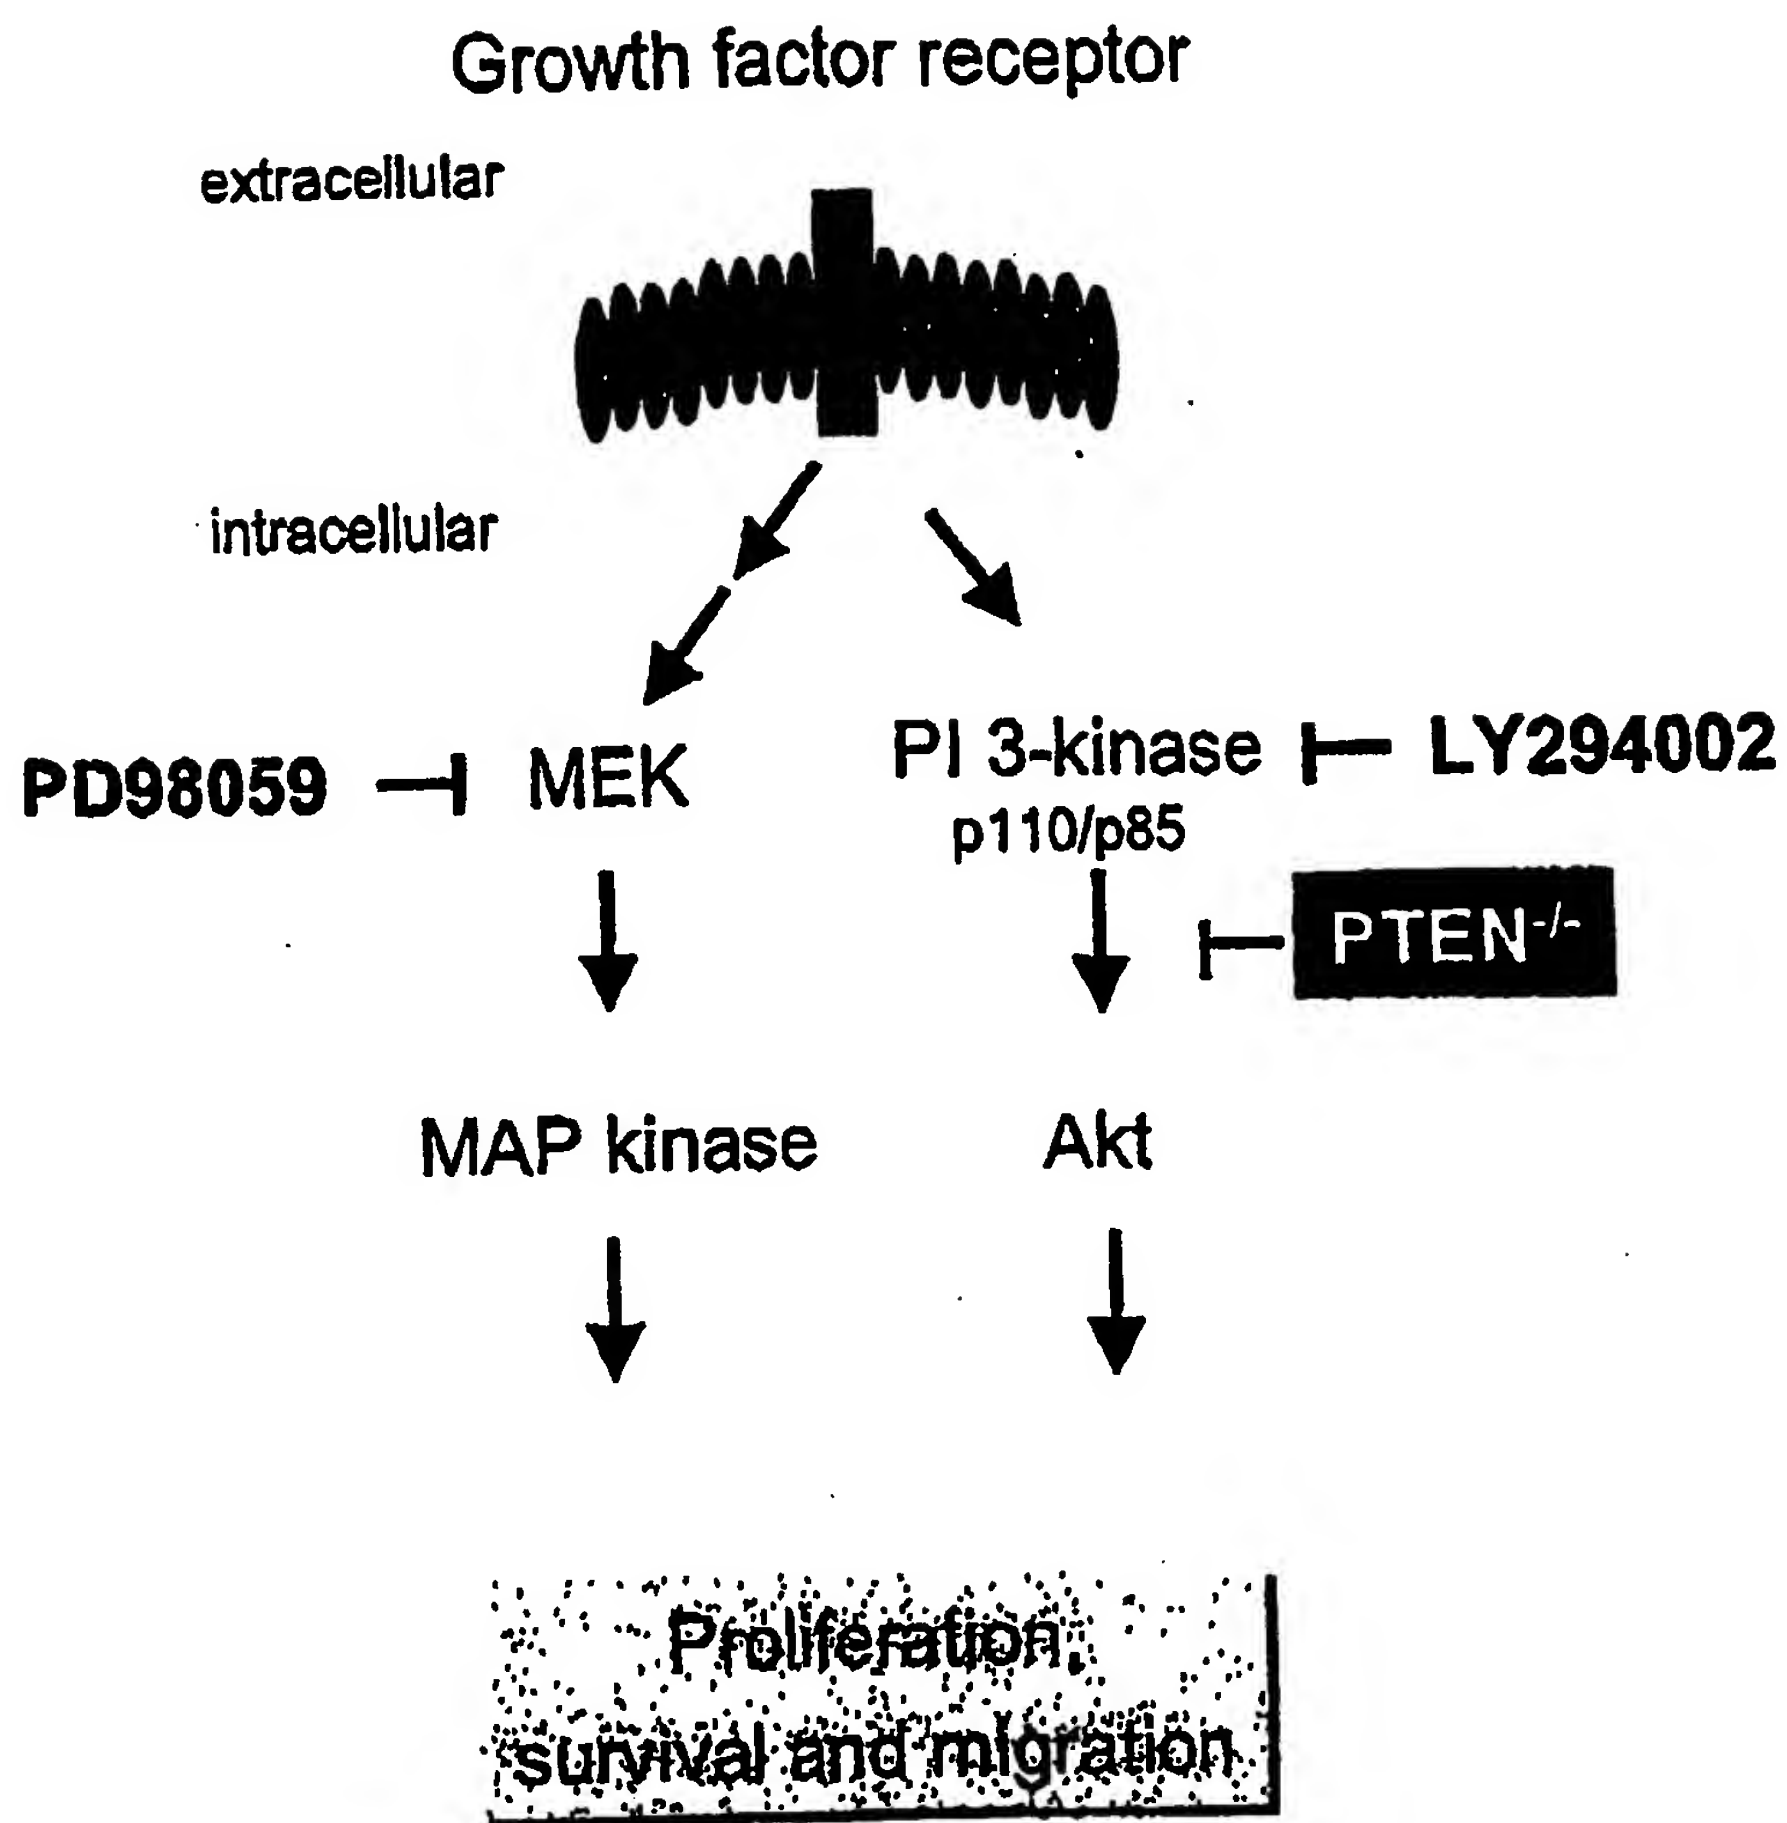 Growth factor receptor
extracellular
intracellular
PD98059
MEK
PI 3-kinase
LY294002
p110/p85
PTEN-/-
MAP kinase
Akt
Proliferation,
survival and migration